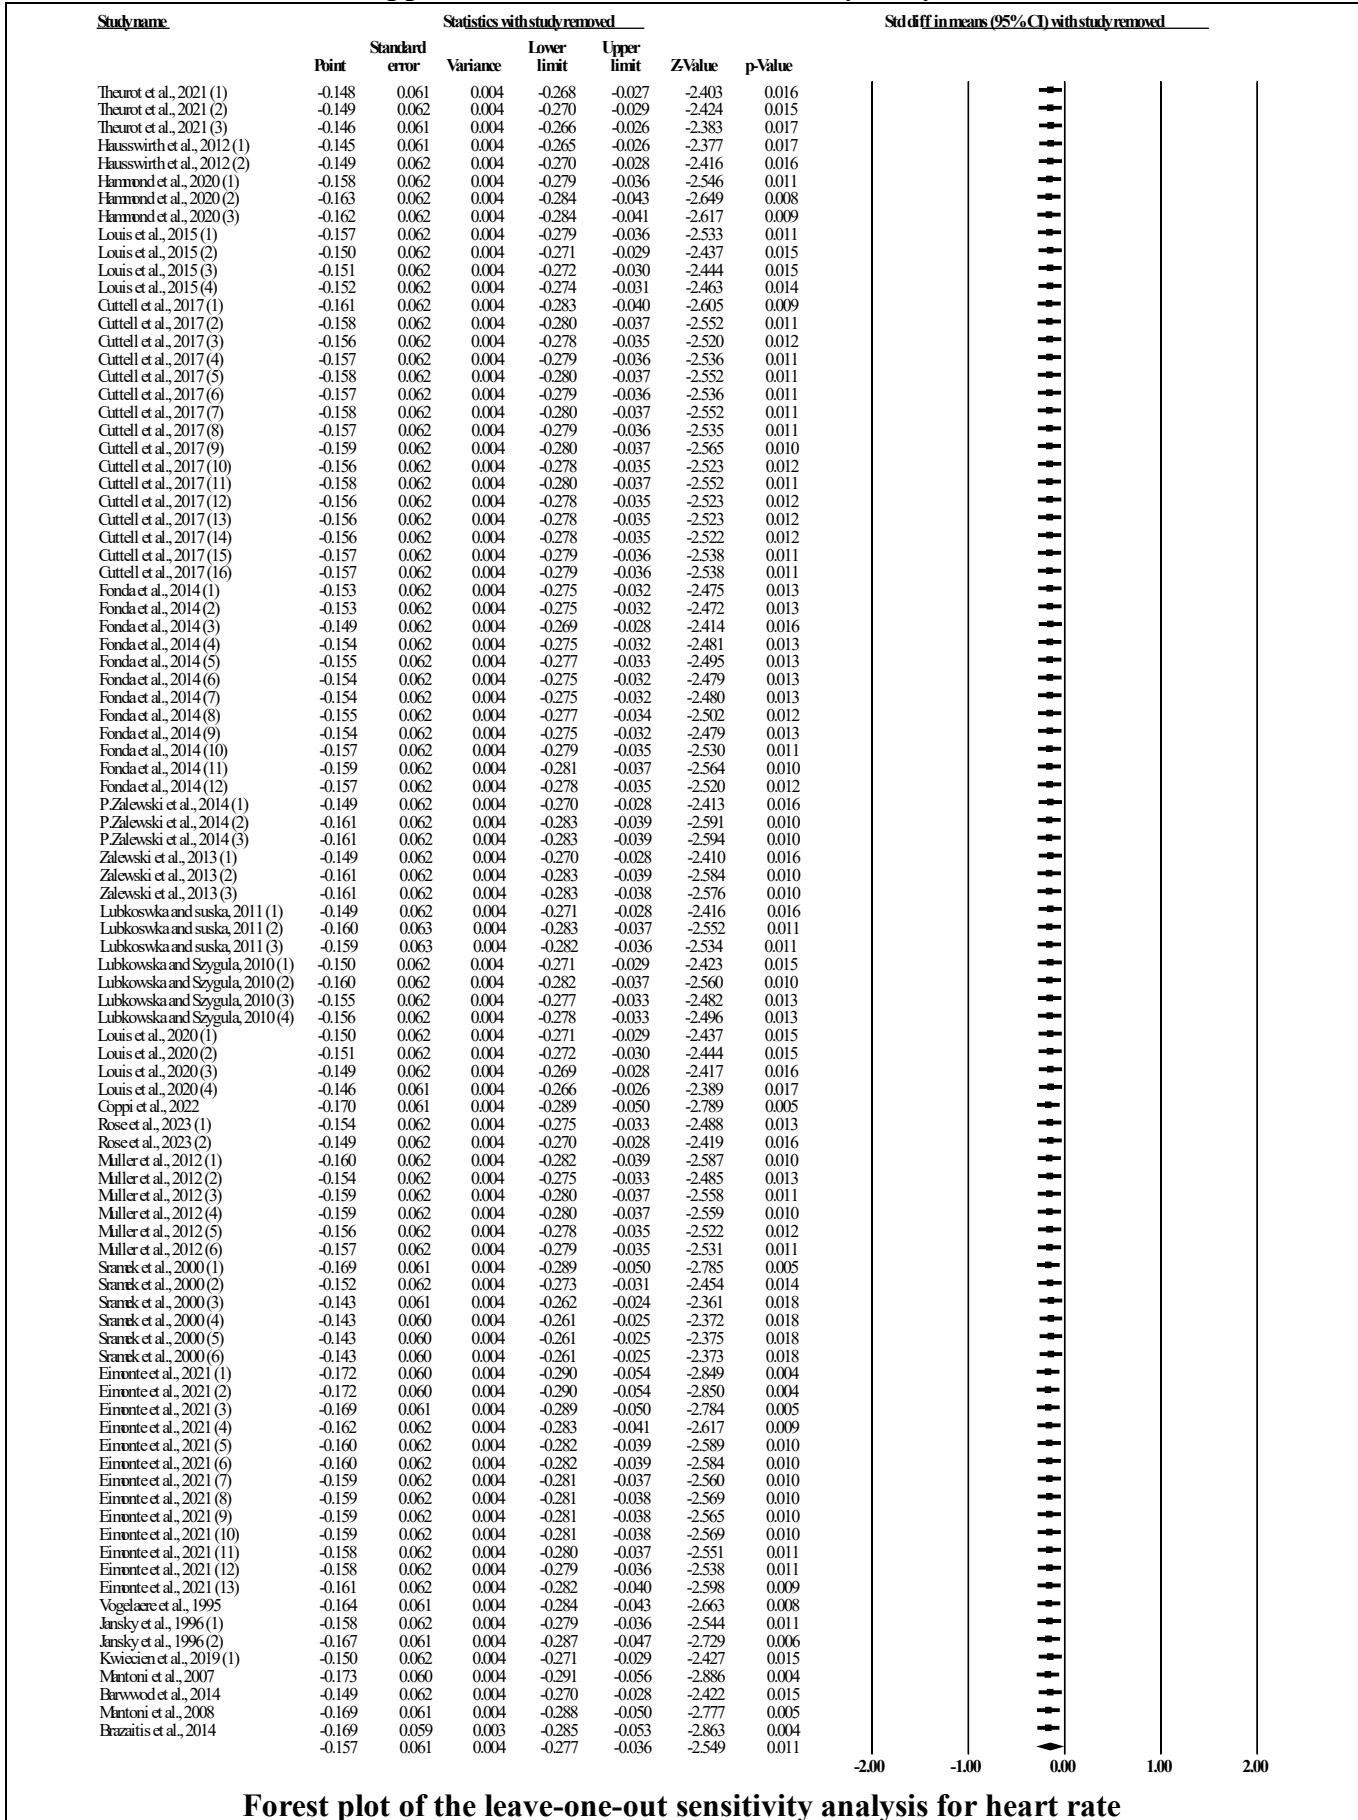 Study name Statistics with study removed Std diff in means (95% CI) with study removed
Standard Lower Upper
Point error Variance limit limit Z-Value p-Value
Theurot et al., 2021 (1) -0.148 0.061 0.004 -0.268 -0.027 -2.403 0.016
Theurot et al., 2021 (2) -0.149 0.062 0.004 -0.270 -0.029 -2.424 0.015
Theurot et al., 2021 (3) -0.146 0.061 0.004 -0.266 -0.026 -2.383 0.017
Hausswirth et al., 2012 (1) -0.145 0.061 0.004 -0.265 -0.026 -2.377 0.017
Hausswirth et al., 2012 (2) -0.149 0.062 0.004 -0.270 -0.028 -2.416 0.016
Hammond et al., 2020 (1) -0.158 0.062 0.004 -0.279 -0.036 -2.546 0.011
Hammond et al., 2020 (2) -0.163 0.062 0.004 -0.284 -0.043 -2.649 0.008
Hammond et al., 2020 (3) -0.162 0.062 0.004 -0.284 -0.041 -2.617 0.009
Louis et al., 2015 (1) -0.157 0.062 0.004 -0.279 -0.036 -2.533 0.011
Louis et al., 2015 (2) -0.150 0.062 0.004 -0.271 -0.029 -2.437 0.015
Louis et al., 2015 (3) -0.151 0.062 0.004 -0.272 -0.030 -2.444 0.015
Louis et al., 2015 (4) -0.152 0.062 0.004 -0.274 -0.031 -2.463 0.014
Cuttell et al., 2017 (1) -0.161 0.062 0.004 -0.283 -0.040 -2.605 0.009
Cuttell et al., 2017 (2) -0.158 0.062 0.004 -0.280 -0.037 -2.552 0.011
Cuttell et al., 2017 (3) -0.156 0.062 0.004 -0.278 -0.035 -2.520 0.012
Cuttell et al., 2017 (4) -0.157 0.062 0.004 -0.279 -0.036 -2.536 0.011
Cuttell et al., 2017 (5) -0.158 0.062 0.004 -0.280 -0.037 -2.552 0.011
Cuttell et al., 2017 (6) -0.157 0.062 0.004 -0.279 -0.036 -2.536 0.011
Cuttell et al., 2017 (7) -0.158 0.062 0.004 -0.280 -0.037 -2.552 0.011
Cuttell et al., 2017 (8) -0.157 0.062 0.004 -0.279 -0.036 -2.535 0.011
Cuttell et al., 2017 (9) -0.159 0.062 0.004 -0.280 -0.037 -2.565 0.010
Cuttell et al., 2017 (10) -0.156 0.062 0.004 -0.278 -0.035 -2.523 0.012
Cuttell et al., 2017 (11) -0.158 0.062 0.004 -0.280 -0.037 -2.552 0.011
Cuttell et al., 2017 (12) -0.156 0.062 0.004 -0.278 -0.035 -2.523 0.012
Cuttell et al., 2017 (13) -0.156 0.062 0.004 -0.278 -0.035 -2.523 0.012
Cuttell et al., 2017 (14) -0.156 0.062 0.004 -0.278 -0.035 -2.522 0.012
Cuttell et al., 2017 (15) -0.157 0.062 0.004 -0.279 -0.036 -2.538 0.011
Cuttell et al., 2017 (16) -0.157 0.062 0.004 -0.279 -0.036 -2.538 0.011
Fonda et al., 2014 (1) -0.153 0.062 0.004 -0.275 -0.032 -2.475 0.013
Fonda et al., 2014 (2) -0.153 0.062 0.004 -0.275 -0.032 -2.472 0.013
Fonda et al., 2014 (3) -0.149 0.062 0.004 -0.269 -0.028 -2.414 0.016
Fonda et al., 2014 (4) -0.154 0.062 0.004 -0.275 -0.032 -2.481 0.013
Fonda et al., 2014 (5) -0.155 0.062 0.004 -0.277 -0.033 -2.495 0.013
Fonda et al., 2014 (6) -0.154 0.062 0.004 -0.275 -0.032 -2.479 0.013
Fonda et al., 2014 (7) -0.154 0.062 0.004 -0.275 -0.032 -2.480 0.013
Fonda et al., 2014 (8) -0.155 0.062 0.004 -0.277 -0.034 -2.502 0.012
Fonda et al., 2014 (9) -0.154 0.062 0.004 -0.275 -0.032 -2.479 0.013
Fonda et al., 2014 (10) -0.157 0.062 0.004 -0.279 -0.035 -2.530 0.011
Fonda et al., 2014 (11) -0.159 0.062 0.004 -0.281 -0.037 -2.564 0.010
Fonda et al., 2014 (12) -0.157 0.062 0.004 -0.278 -0.035 -2.520 0.012
P.Zalewski et al., 2014 (1) -0.149 0.062 0.004 -0.270 -0.028 -2.413 0.016
P.Zalewski et al., 2014 (2) -0.161 0.062 0.004 -0.283 -0.039 -2.591 0.010
P.Zalewski et al., 2014 (3) -0.161 0.062 0.004 -0.283 -0.039 -2.594 0.010
Zalewski et al., 2013 (1) -0.149 0.062 0.004 -0.270 -0.028 -2.410 0.016
Zalewski et al., 2013 (2) -0.161 0.062 0.004 -0.283 -0.039 -2.584 0.010
Zalewski et al., 2013 (3) -0.161 0.062 0.004 -0.283 -0.038 -2.576 0.010
Lubkoswka and suska, 2011 (1) -0.149 0.062 0.004 -0.271 -0.028 -2.416 0.016
Lubkoswka and suska, 2011 (2) -0.160 0.063 0.004 -0.283 -0.037 -2.552 0.011
Lubkoswka and suska, 2011 (3) -0.159 0.063 0.004 -0.282 -0.036 -2.534 0.011
Lubkowska and Szygula, 2010 (1) -0.150 0.062 0.004 -0.271 -0.029 -2.423 0.015
Lubkowska and Szygula, 2010 (2) -0.160 0.062 0.004 -0.282 -0.037 -2.560 0.010
Lubkowska and Szygula, 2010 (3) -0.155 0.062 0.004 -0.277 -0.033 -2.482 0.013
Lubkowska and Szygula, 2010 (4) -0.156 0.062 0.004 -0.278 -0.033 -2.496 0.013
Louis et al., 2020 (1) -0.150 0.062 0.004 -0.271 -0.029 -2.437 0.015
Louis et al., 2020 (2) -0.151 0.062 0.004 -0.272 -0.030 -2.444 0.015
Louis et al., 2020 (3) -0.149 0.062 0.004 -0.269 -0.028 -2.417 0.016
Louis et al., 2020 (4) -0.146 0.061 0.004 -0.266 -0.026 -2.389 0.017
Coppi et al., 2022 -0.170 0.061 0.004 -0.289 -0.050 -2.789 0.005
Rose et al., 2023 (1) -0.154 0.062 0.004 -0.275 -0.033 -2.488 0.013
Rose et al., 2023 (2) -0.149 0.062 0.004 -0.270 -0.028 -2.419 0.016
Muller et al., 2012 (1) -0.160 0.062 0.004 -0.282 -0.039 -2.587 0.010
Muller et al., 2012 (2) -0.154 0.062 0.004 -0.275 -0.033 -2.485 0.013
Muller et al., 2012 (3) -0.159 0.062 0.004 -0.280 -0.037 -2.558 0.011
Muller et al., 2012 (4) -0.159 0.062 0.004 -0.280 -0.037 -2.559 0.010
Muller et al., 2012 (5) -0.156 0.062 0.004 -0.278 -0.035 -2.522 0.012
Muller et al., 2012 (6) -0.157 0.062 0.004 -0.279 -0.035 -2.531 0.011
Sramek et al., 2000 (1) -0.169 0.061 0.004 -0.289 -0.050 -2.785 0.005
Sramek et al., 2000 (2) -0.152 0.062 0.004 -0.273 -0.031 -2.454 0.014
Sramek et al., 2000 (3) -0.143 0.061 0.004 -0.262 -0.024 -2.361 0.018
Sramek et al., 2000 (4) -0.143 0.060 0.004 -0.261 -0.025 -2.372 0.018
Sramek et al., 2000 (5) -0.143 0.060 0.004 -0.261 -0.025 -2.375 0.018
Sramek et al., 2000 (6) -0.143 0.060 0.004 -0.261 -0.025 -2.373 0.018
Eimonte et al., 2021 (1) -0.172 0.060 0.004 -0.290 -0.054 -2.849 0.004
Eimonte et al., 2021 (2) -0.172 0.060 0.004 -0.290 -0.054 -2.850 0.004
Eimonte et al., 2021 (3) -0.169 0.061 0.004 -0.289 -0.050 -2.784 0.005
Eimonte et al., 2021 (4) -0.162 0.062 0.004 -0.283 -0.041 -2.617 0.009
Eimonte et al., 2021 (5) -0.160 0.062 0.004 -0.282 -0.039 -2.589 0.010
Eimonte et al., 2021 (6) -0.160 0.062 0.004 -0.282 -0.039 -2.584 0.010
Eimonte et al., 2021 (7) -0.159 0.062 0.004 -0.281 -0.037 -2.560 0.010
Eimonte et al., 2021 (8) -0.159 0.062 0.004 -0.281 -0.038 -2.569 0.010
Eimonte et al., 2021 (9) -0.159 0.062 0.004 -0.281 -0.038 -2.565 0.010
Eimonte et al., 2021 (10) -0.159 0.062 0.004 -0.281 -0.038 -2.569 0.010
Eimonte et al., 2021 (11) -0.158 0.062 0.004 -0.280 -0.037 -2.551 0.011
Eimonte et al., 2021 (12) -0.158 0.062 0.004 -0.279 -0.036 -2.538 0.011
Eimonte et al., 2021 (13) -0.161 0.062 0.004 -0.282 -0.040 -2.598 0.009
Vogelaere et al., 1995 -0.164 0.061 0.004 -0.284 -0.043 -2.663 0.008
Jansky et al., 1996 (1) -0.158 0.062 0.004 -0.279 -0.036 -2.544 0.011
Jansky et al., 1996 (2) -0.167 0.061 0.004 -0.287 -0.047 -2.729 0.006
Kwiecien et al., 2019 (1) -0.150 0.062 0.004 -0.271 -0.029 -2.427 0.015
Mantoni et al., 2007 -0.173 0.060 0.004 -0.291 -0.056 -2.886 0.004
Barwwod et al., 2014 -0.149 0.062 0.004 -0.270 -0.028 -2.422 0.015
Mantoni et al., 2008 -0.169 0.061 0.004 -0.288 -0.050 -2.777 0.005
Brazaitis et al., 2014 -0.169 0.059 0.003 -0.285 -0.053 -2.863 0.004
-0.157 0.061 0.004 -0.277 -0.036 -2.549 0.011
-2.00 -1.00 0.00 1.00 2.00
Forest plot of the leave-one-out sensitivity analysis for heart rate